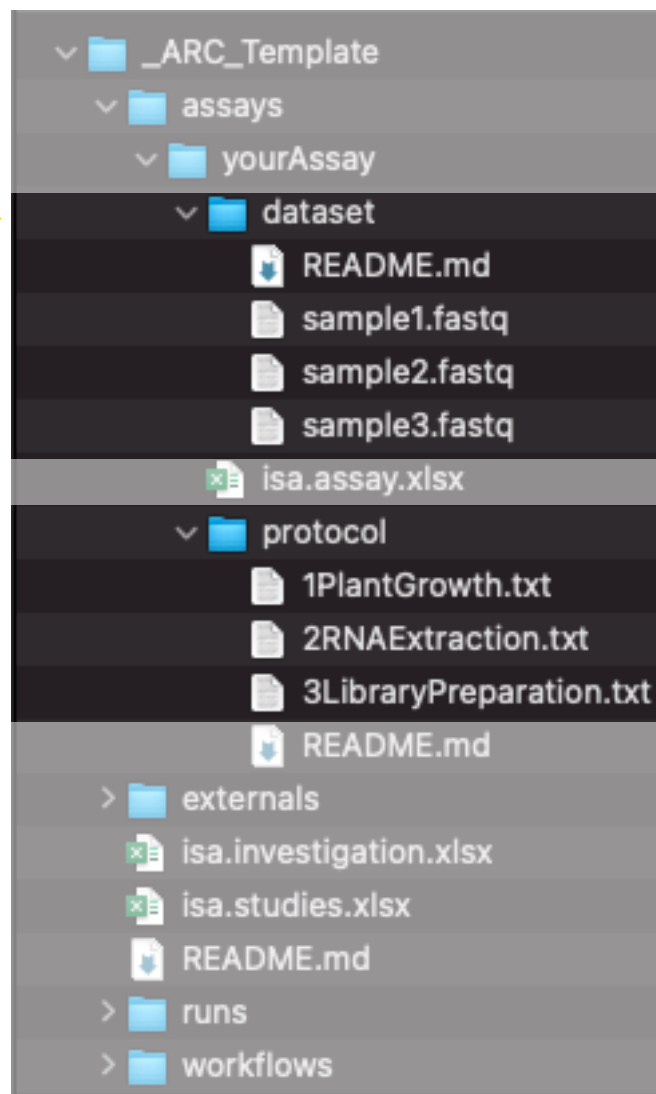 _ARC_Template
assays
yourAssay
dataset
README.md
sample1.fastq
sample2.fastq
sample3.fastq
isa.assay.xlsx
protocol
1PlantGrowth.txt
2RNAExtraction.txt
3LibraryPreparation.txt
README.md
externals
isa.investigation.xlsx
isa.studies.xlsx
README.md
runs
workflows